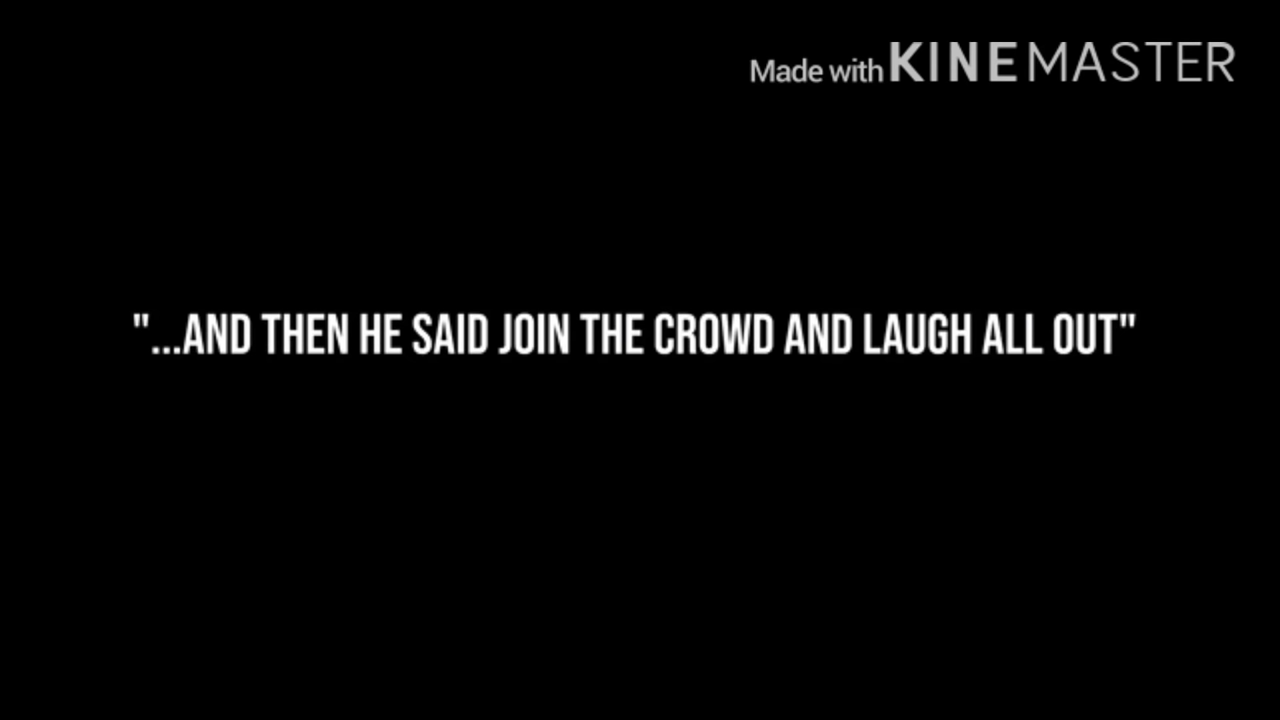 Made with KINEMASTER
"...AND THEN HE SAID JOIN THE CROWD AND LAUGH ALL OUT"